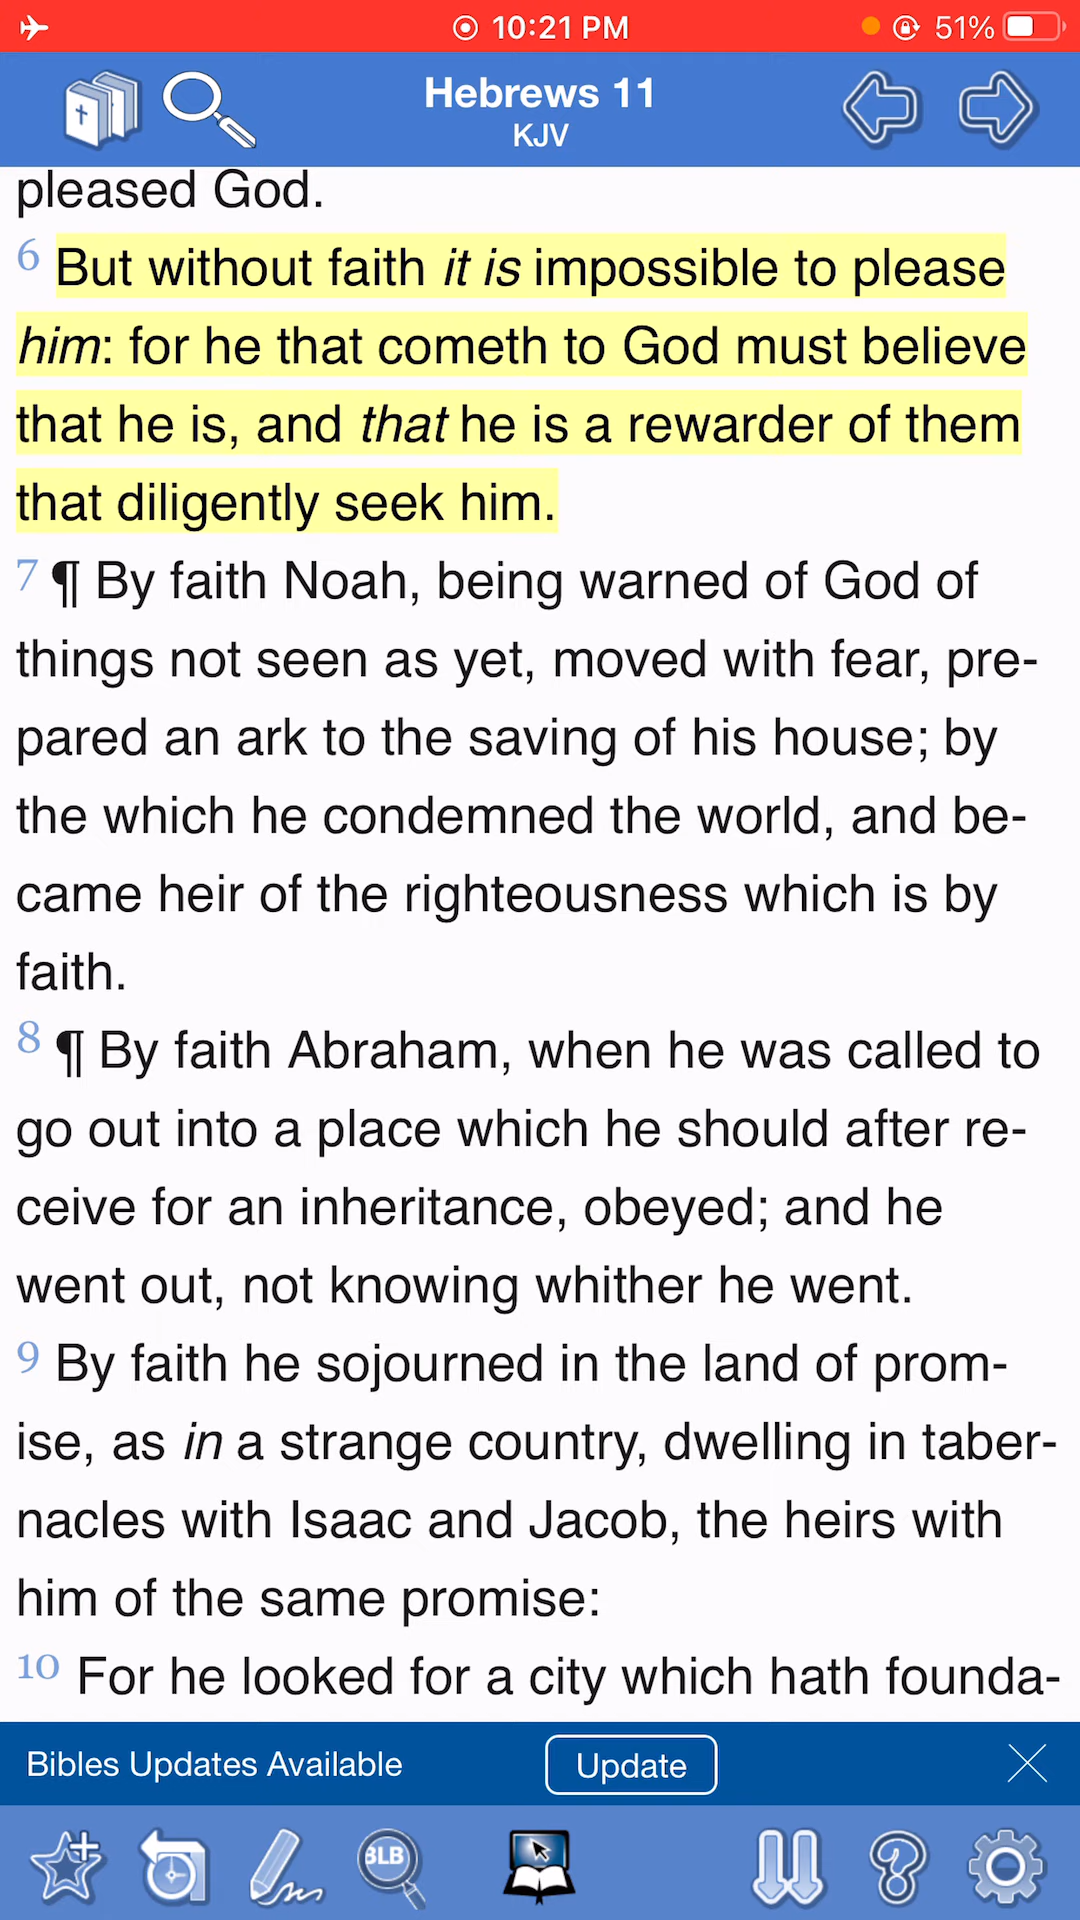 10:21 PM
51%
Hebrews 11
KJV
pleased God.
6 But without faith it is impossible to please
him: for he that cometh to God must believe
that he is, and that he is a rewarder of them
that diligently seek him.
7 ¶ By faith Noah, being warned of God of
things not seen as yet, moved with fear, pre-
pared an ark to the saving of his house; by
the which he condemned the world, and be-
came heir of the righteousness which is by
faith.
8 ¶ By faith Abraham, when he was called to
go out into a place which he should after re-
ceive for an inheritance, obeyed; and he
went out, not knowing whither he went.
9 By faith he sojourned in the land of prom-
ise, as in a strange country, dwelling in taber-
nacles with Isaac and Jacob, the heirs with
him of the same promise:
10 For he looked for a city which hath founda-
Bibles Updates Available
Update
BLB